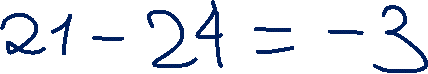 21 - 24 = -3